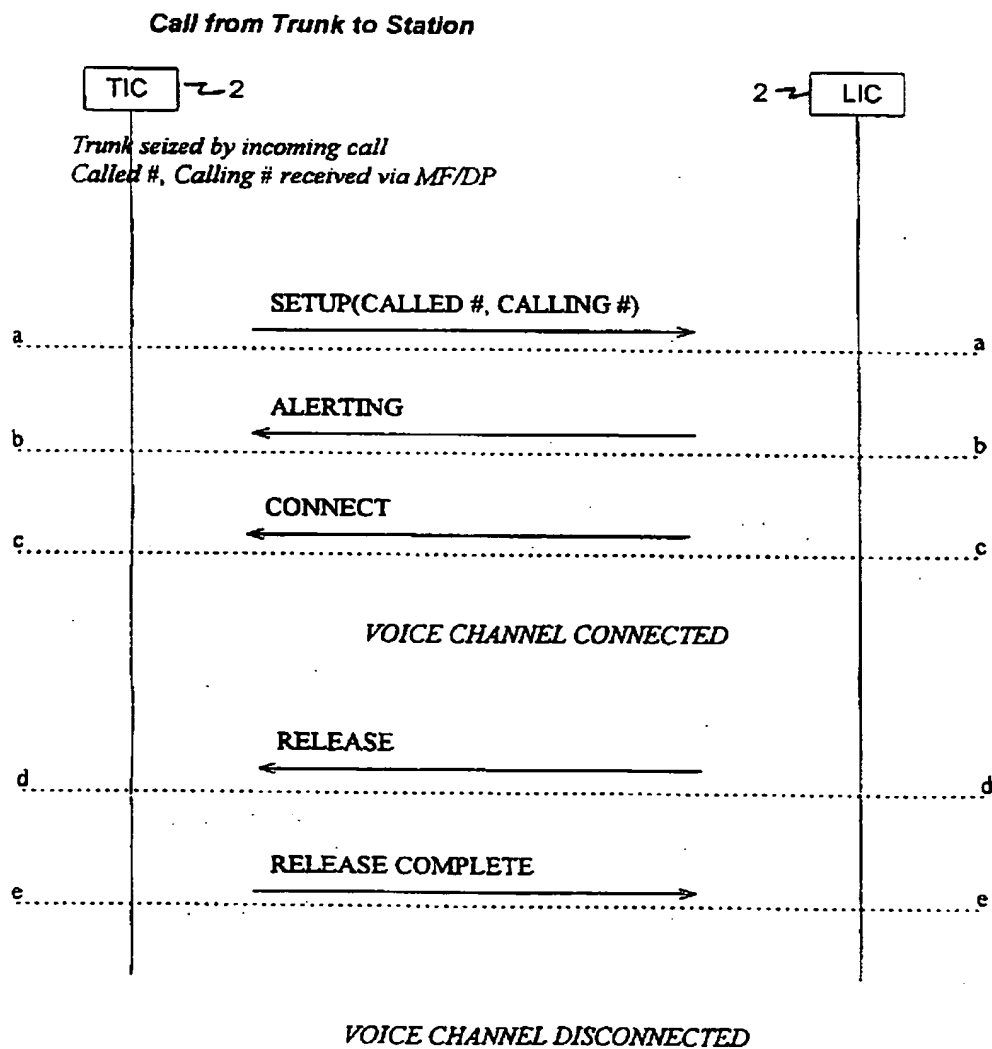 Call from Trunk to Station
TIC 2 2 LIC
Trunk seized by incoming call
Called #, Calling # received via MF/DP
SETUP(CALLED #, CALLING #)
a a
ALERTING
b b
CONNECT
c c
VOICE CHANNEL CONNECTED
RELEASE
d d
RELEASE COMPLETE
e e
VOICE CHANNEL DISCONNECTED